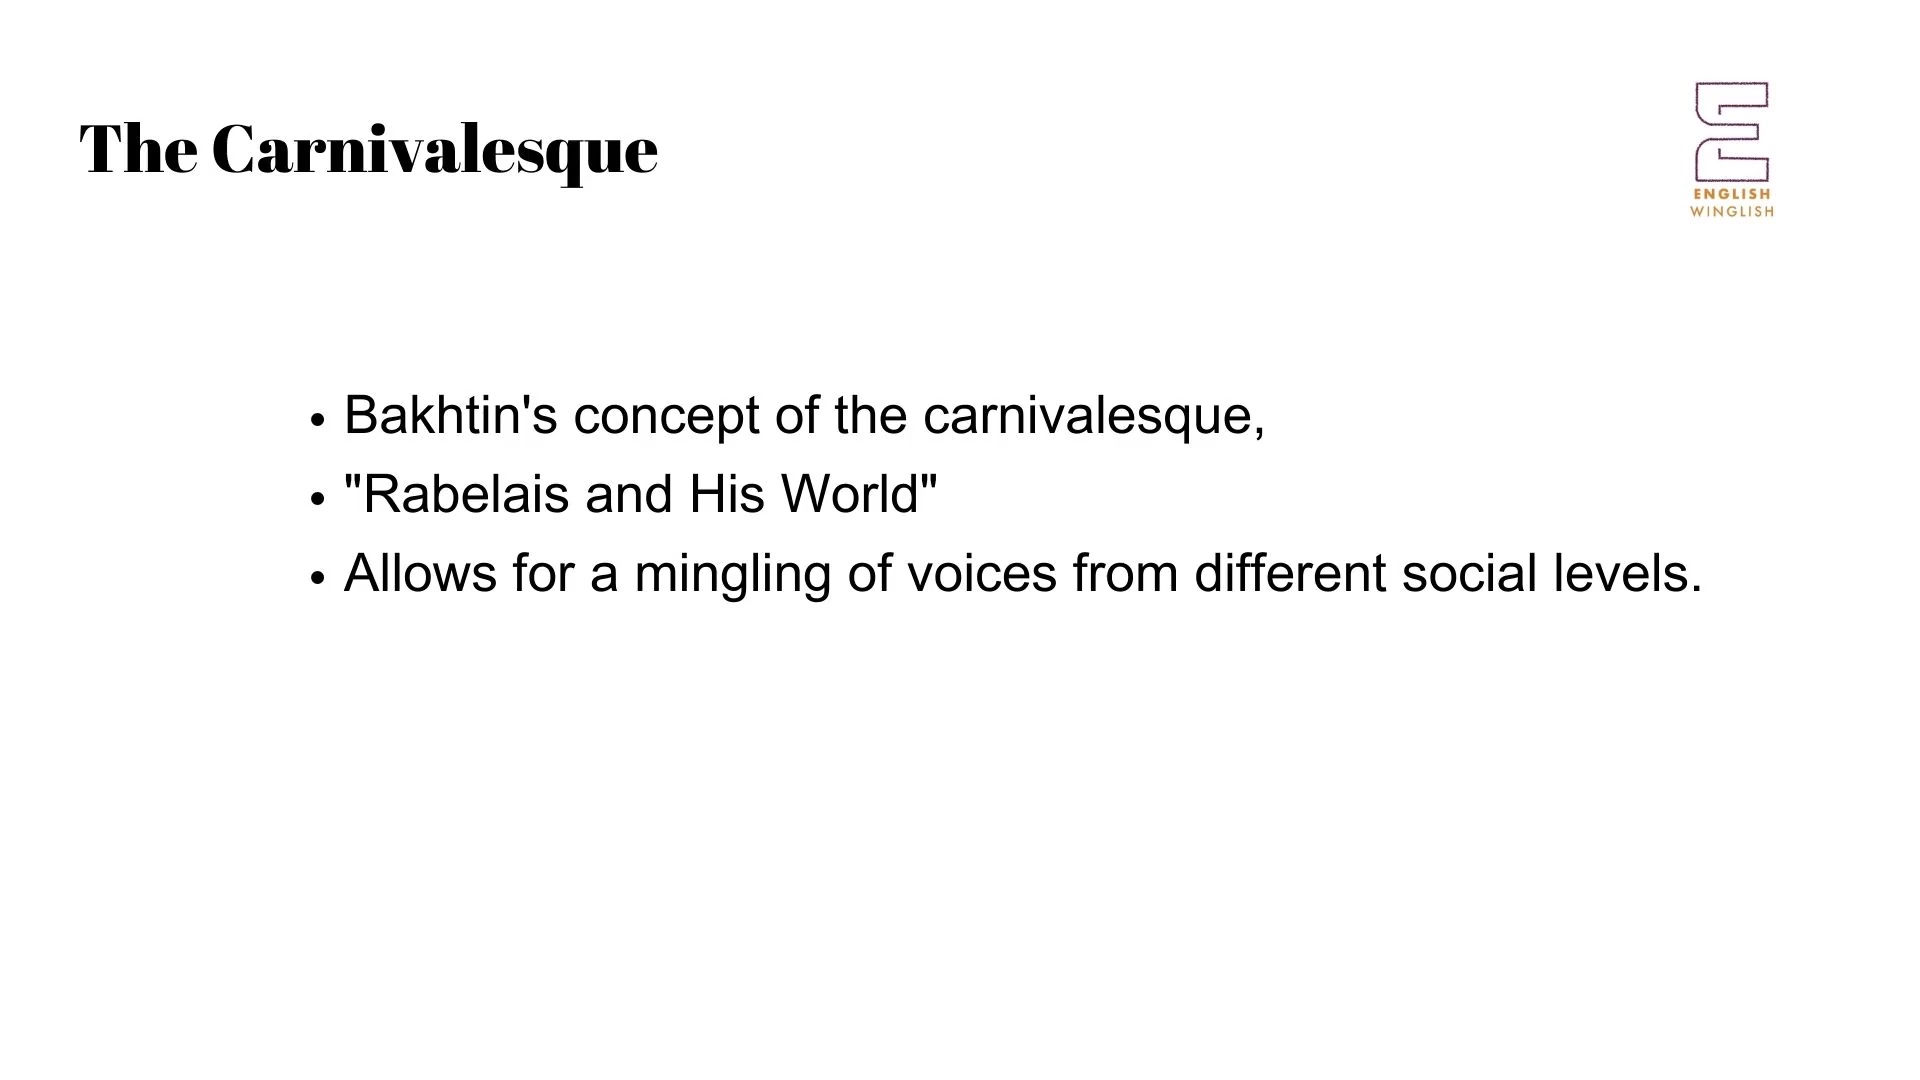 The Carnivalesque
ENGLISH
WINGLISH
• Bakhtin's concept of the carnivalesque,
• "Rabelais and His World"
• Allows for a mingling of voices from different social levels.